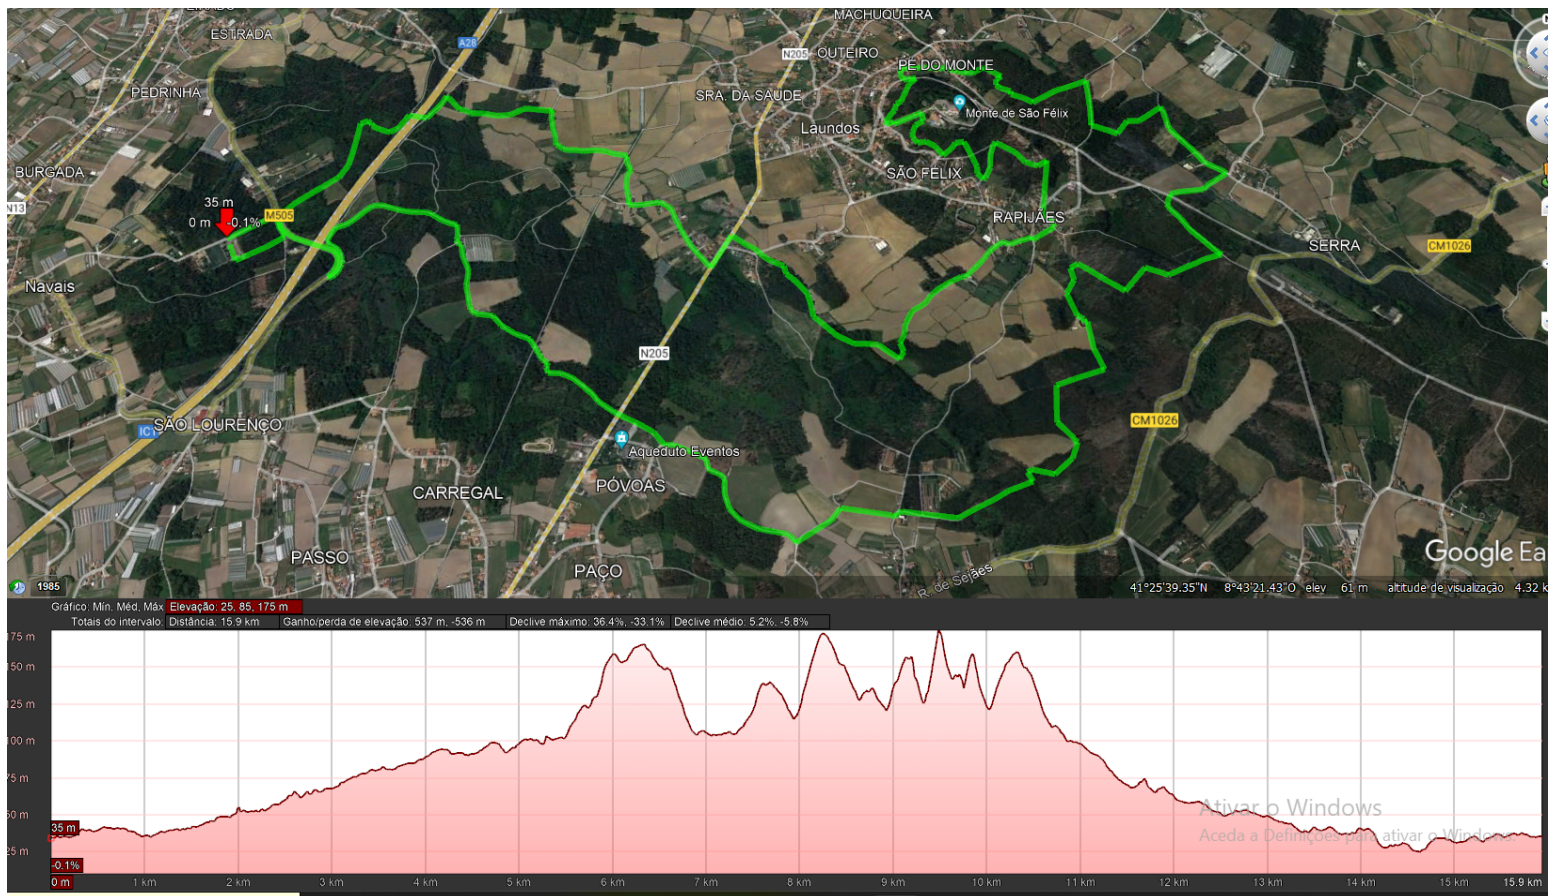 MACHUQUEIRA
ESTRADA
A28
N205
OUTEIRO
PE DO MONTE
PEDRINHA
SRA. DA SAUDE
Monte de São Félix
Laundos
BURGADA
SÃO FÉLIX
35 m
N13
0 m
-0.1%
M505
RAPIJÃES
SERRA
CM1026
Navais
N205
CM1026
SÃO LOURENÇO
IC1
Aqueduto Eventos
PÓVOAS
CARREGAL
PASSO
PAÇO
R. de Sejães
Google Ea
1985
41°25'39.35"N 8°43'21.43"O elev 61 m altitude de visualização 4.32 k
Gráfico: Mín. Méd, Máx Elevação: 25, 85, 175 m
Totais do intervalo: Distância: 15.9 km Ganho/perda de elevação: 537 m, -536 m Declive máximo: 36.4%, -33.1% Declive médio: 5.2%, -5.8%
175 m
150 m
125 m
100 m
75 m
50 m
35 m
25 m
-0.1%
Ativar o Windows
Aceda a Definições para ativar o Windows.
0 m 1 km 2 km 3 km 4 km 5 km 6 km 7 km 8 km 9 km 10 km 11 km 12 km 13 km 14 km 15 km 15.9 km